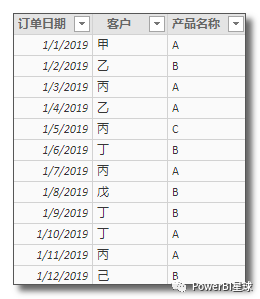 订单日期 客户 产品名称
1/1/2019 甲 A
1/2/2019 乙 B
1/3/2019 丙 A
1/4/2019 乙 A
1/5/2019 丙 C
1/6/2019 丁 B
1/7/2019 丙 A
1/8/2019 戊 B
1/9/2019 丁 B
1/10/2019 丁 A
1/11/2019 丙 A
1/12/2019 己 B
PowerBI星球